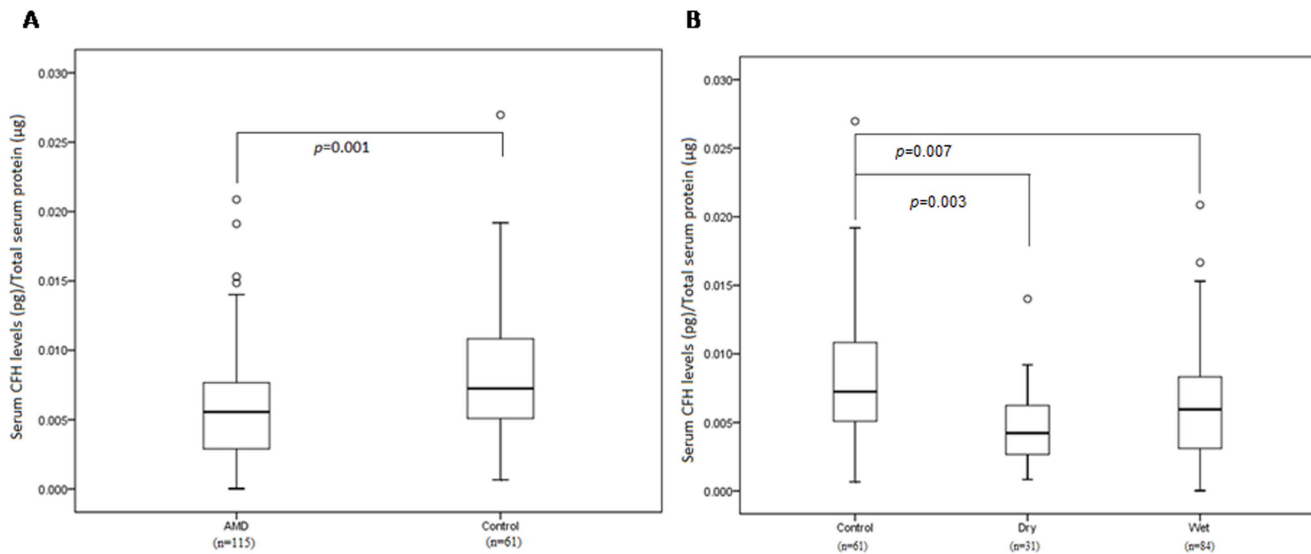 A
Serum CFH levels (pg)/Total serum protein (µg)
0.030
0.025
0.020
0.015
0.010
0.005
0.000
p=0.001
AMD
(n=115)
Control
(n=61)
B
Serum CFH levels (pg)/Total serum protein (µg)
0.030
0.025
0.020
0.015
0.010
0.005
0.000
p=0.007
p=0.003
Control
(n=61)
Dry
(n=31)
Wet
(n=84)